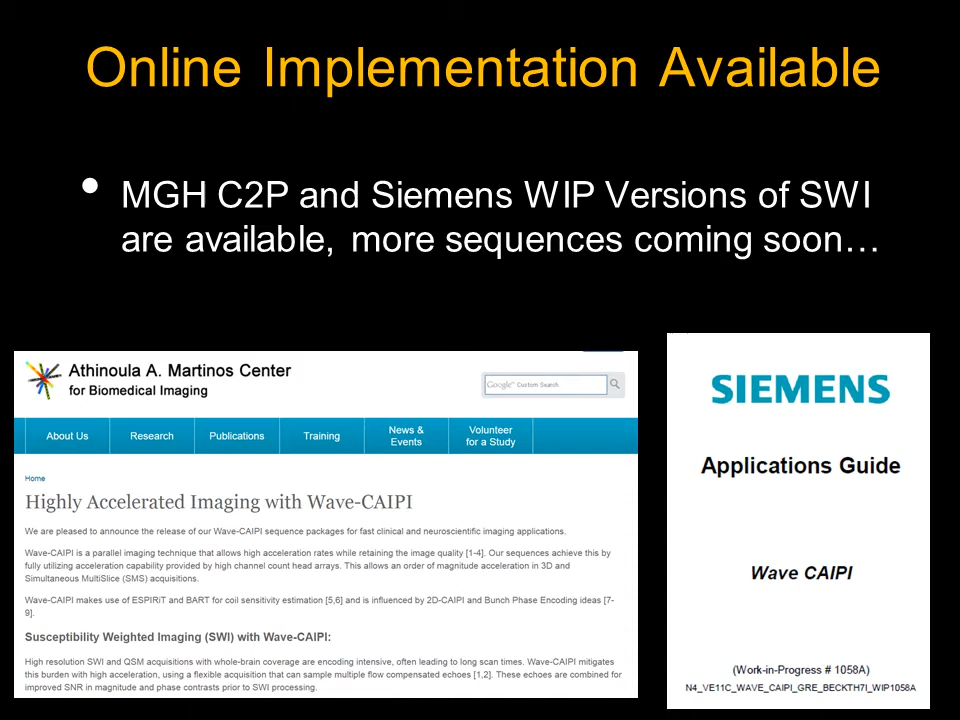 Online Implementation Available
• MGH C2P and Siemens WIP Versions of SWI
are available, more sequences coming soon…
Athinoula A. Martinos Center
for Biomedical Imaging
Google™ Custom Search
About Us
Research
Publications
Training
News &
Events
Volunteer
for a Study
Home
Highly Accelerated Imaging with Wave-CAIPI
We are pleased to announce the release of our Wave-CAIPI sequence packages for fast clinical and neuroscientific imaging applications.
Wave-CAIPI is a parallel imaging technique that allows high acceleration rates while retaining the image quality [1-4]. Our sequences achieve this by
fully utilizing acceleration capability provided by high channel count head arrays. This allows an order of magnitude acceleration in 3D and
Simultaneous MultiSlice (SMS) acquisitions.
Wave-CAIPI makes use of ESPIRiT and BART for coil sensitivity estimation [5,6] and is influenced by 2D-CAIPI and Bunch Phase Encoding ideas [7-
9].
Susceptibility Weighted Imaging (SWI) with Wave-CAIPI:
High resolution SWI and QSM acquisitions with whole-brain coverage are encoding intensive, often leading to long scan times. Wave-CAIPI mitigates
this burden with high acceleration, using a flexible acquisition that can sample multiple flow compensated echoes [1,2]. These echoes are combined for
improved SNR in magnitude and phase contrasts prior to SWI processing.
SIEMENS
Applications Guide
Wave CAIPI
(Work-in-Progress # 1058A)
N4_VE11C_WAVE_CAIPI_GRE_BECKTH7I_WIP1058A